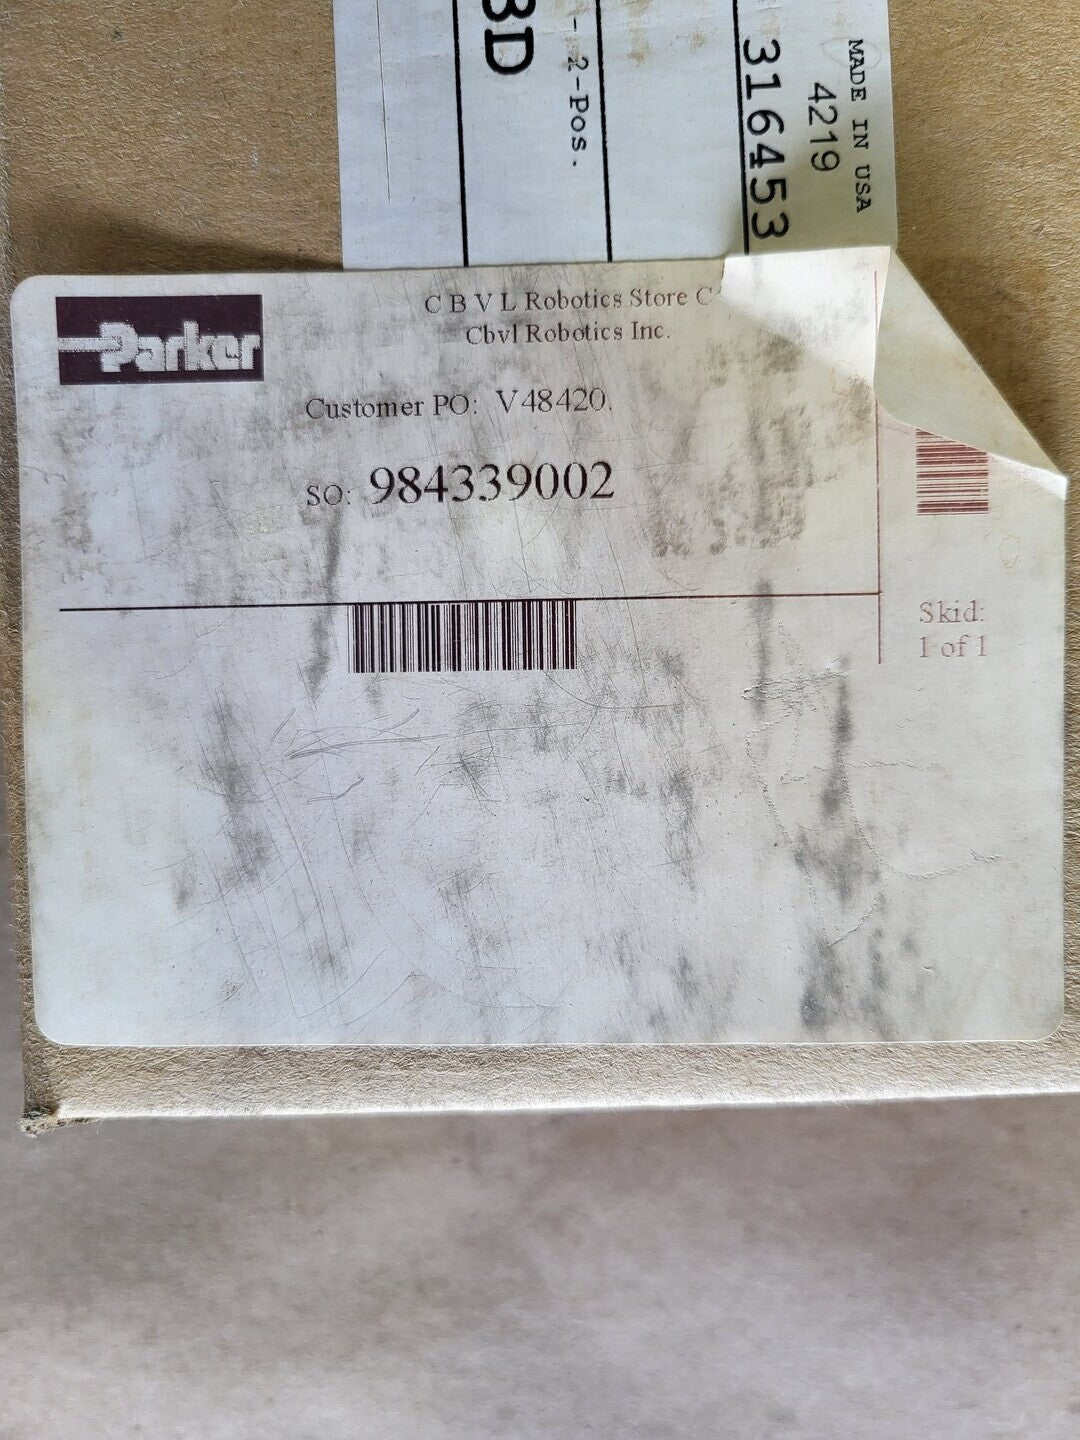 3D
- 2-Pos.
316453
4219
MADE IN USA
Parker
C B V L Robotics Store C
Cbvl Robotics Inc.
Customer PO: V48420.
SO: 984339002
Skid:
1 of 1